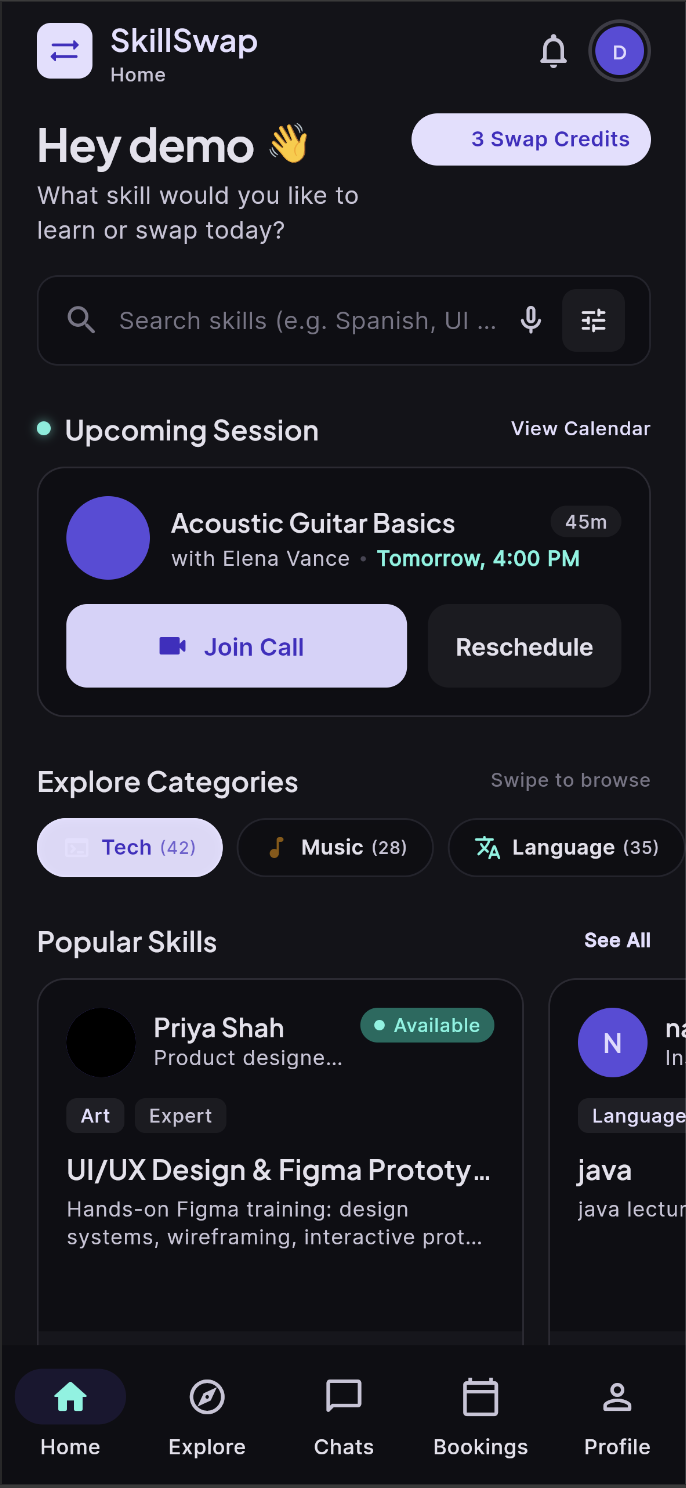 SkillSwap
Home
D
Hey demo 👋
3 Swap Credits
What skill would you like to
learn or swap today?
Search skills (e.g. Spanish, UI ...
Upcoming Session
View Calendar
Acoustic Guitar Basics
45m
with Elena Vance • Tomorrow, 4:00 PM
Join Call
Reschedule
Explore Categories
Swipe to browse
Tech (42)
Music (28)
Language (35)
Popular Skills
See All
Priya Shah
Available
Product designe...
Art
Expert
UI/UX Design & Figma Prototy...
Hands-on Figma training: design
systems, wireframing, interactive prot...
N
na
In
Language
java
java lectur
Home
Explore
Chats
Bookings
Profile